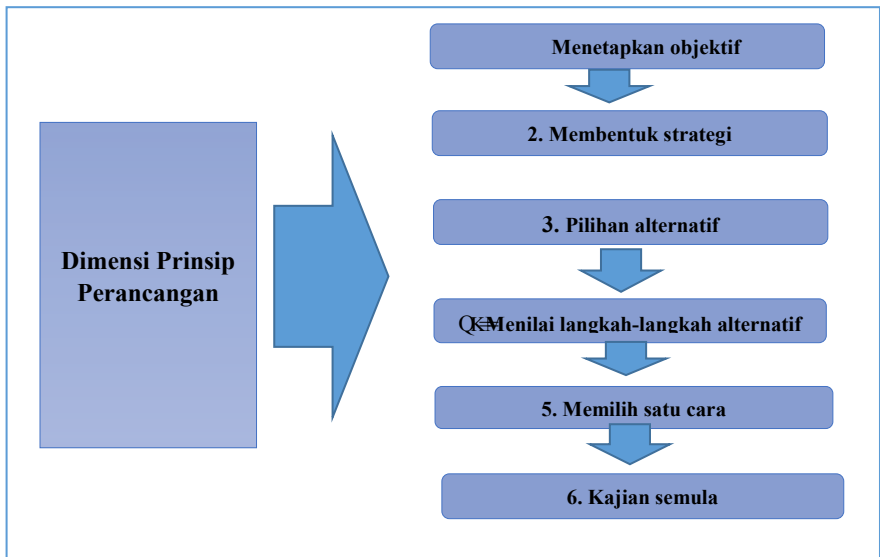 Dimensi Prinsip
Perancangan
Menetapkan objektif
2. Membentuk strategi
3. Pilihan alternatif
Menilai langkah-langkah alternatif
5. Memilih satu cara
6. Kajian semula